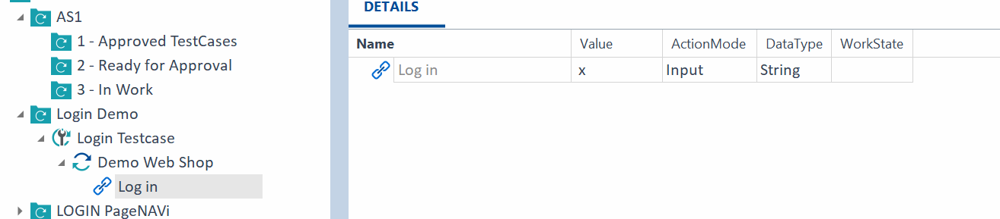 AS1
1 - Approved TestCases
2 - Ready for Approval
3 - In Work
Login Demo
Login Testcase
Demo Web Shop
Log in
LOGIN PageNAVi
DETAILS
Name Value ActionMode DataType WorkState
Log in x Input String